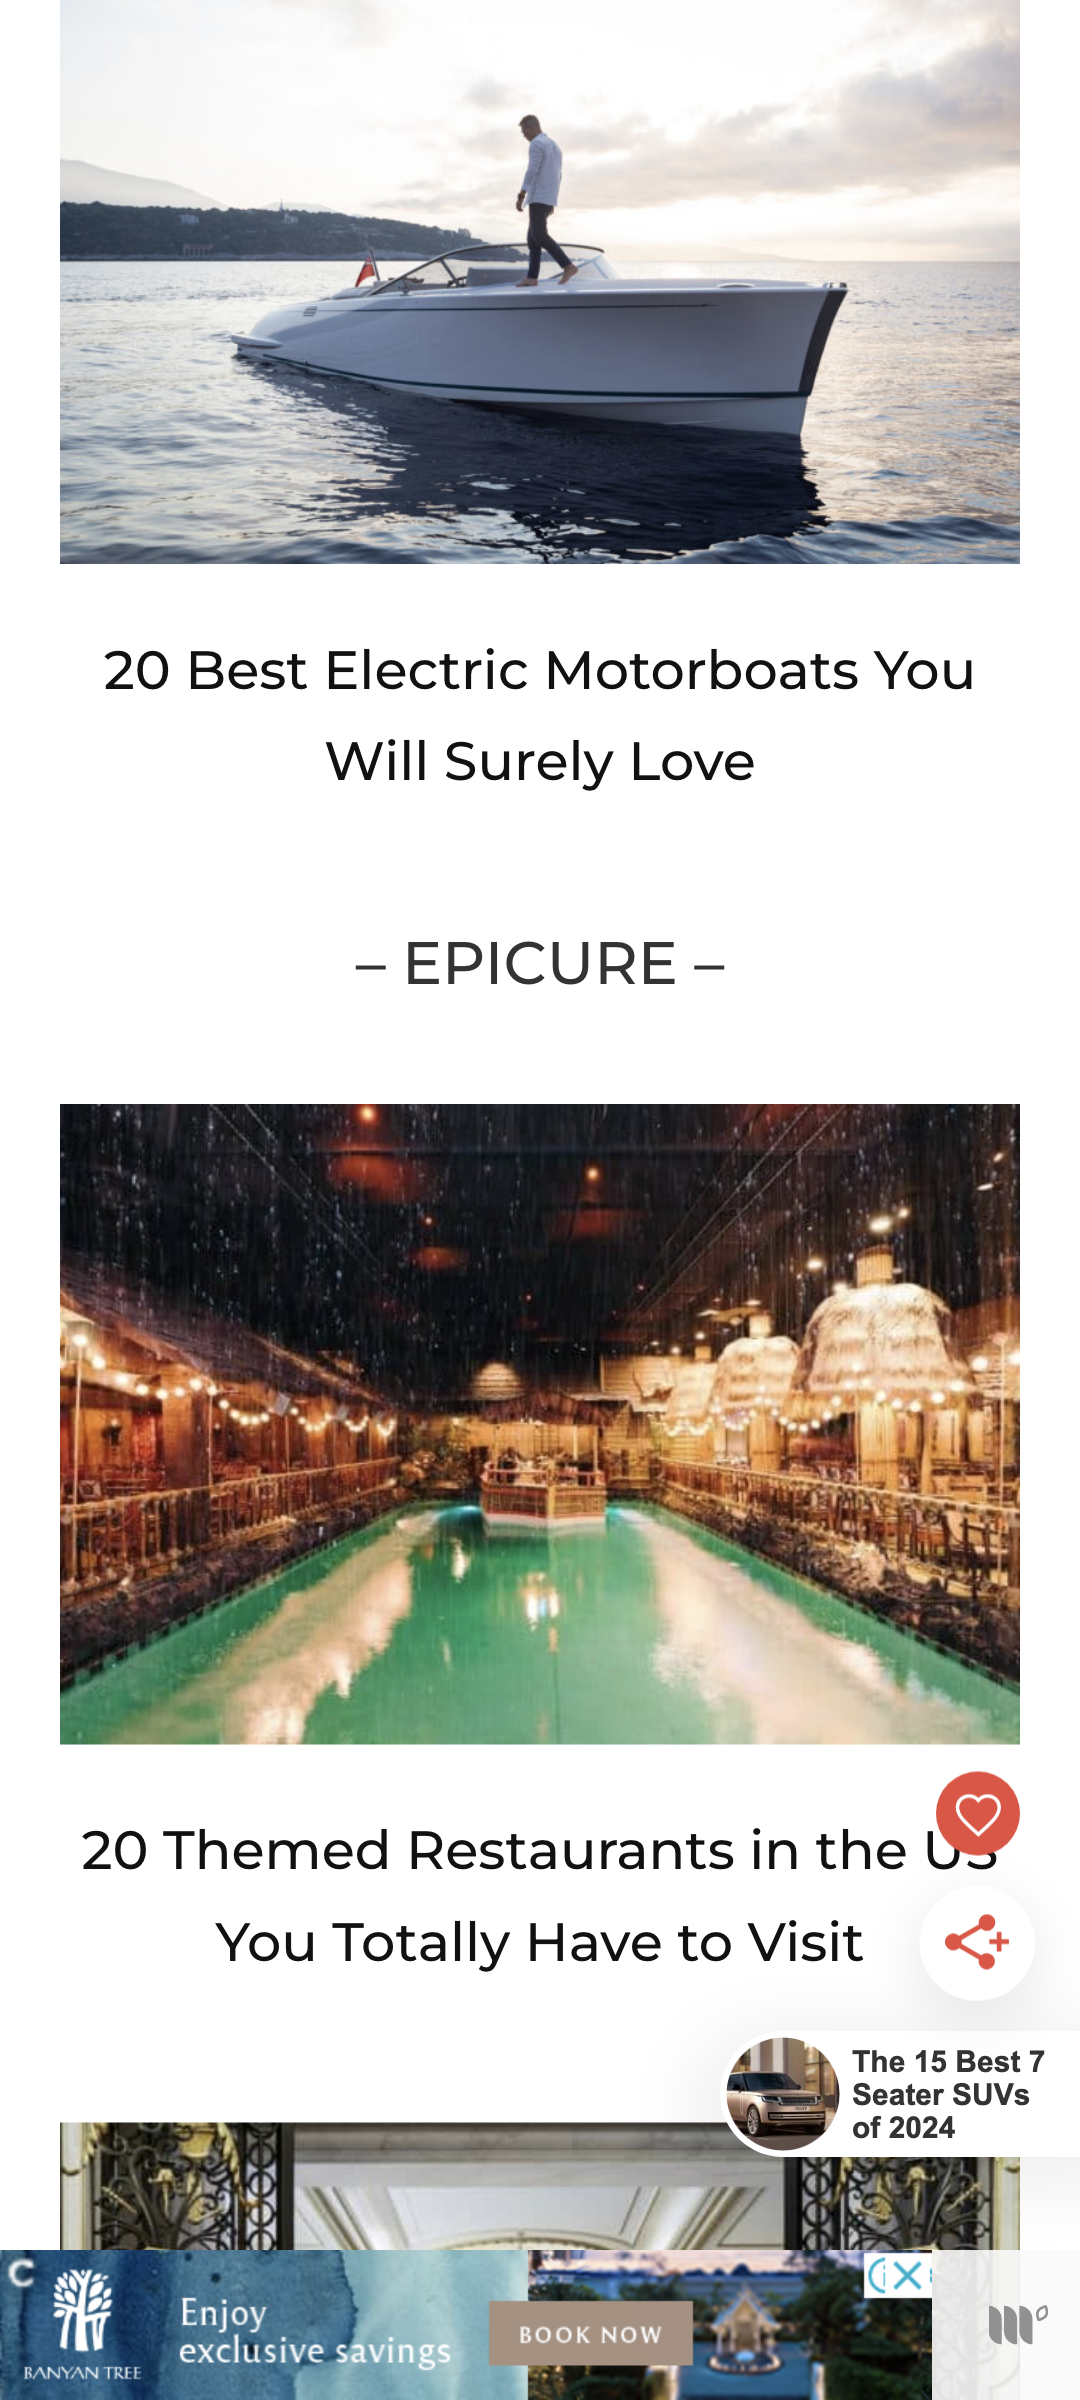 20 Best Electric Motorboats You
Will Surely Love
– EPICURE –
20 Themed Restaurants in the US
You Totally Have to Visit
The 15 Best 7
Seater SUVs
of 2024
C
BANYAN TREE
Enjoy
exclusive savings
BOOK NOW